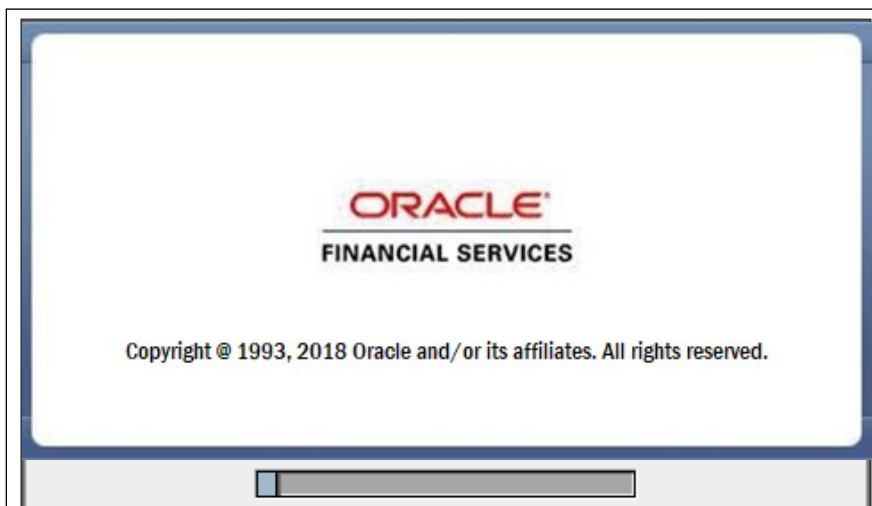 ORACLE
FINANCIAL SERVICES
Copyright @ 1993, 2018 Oracle and/or its affiliates. All rights reserved.